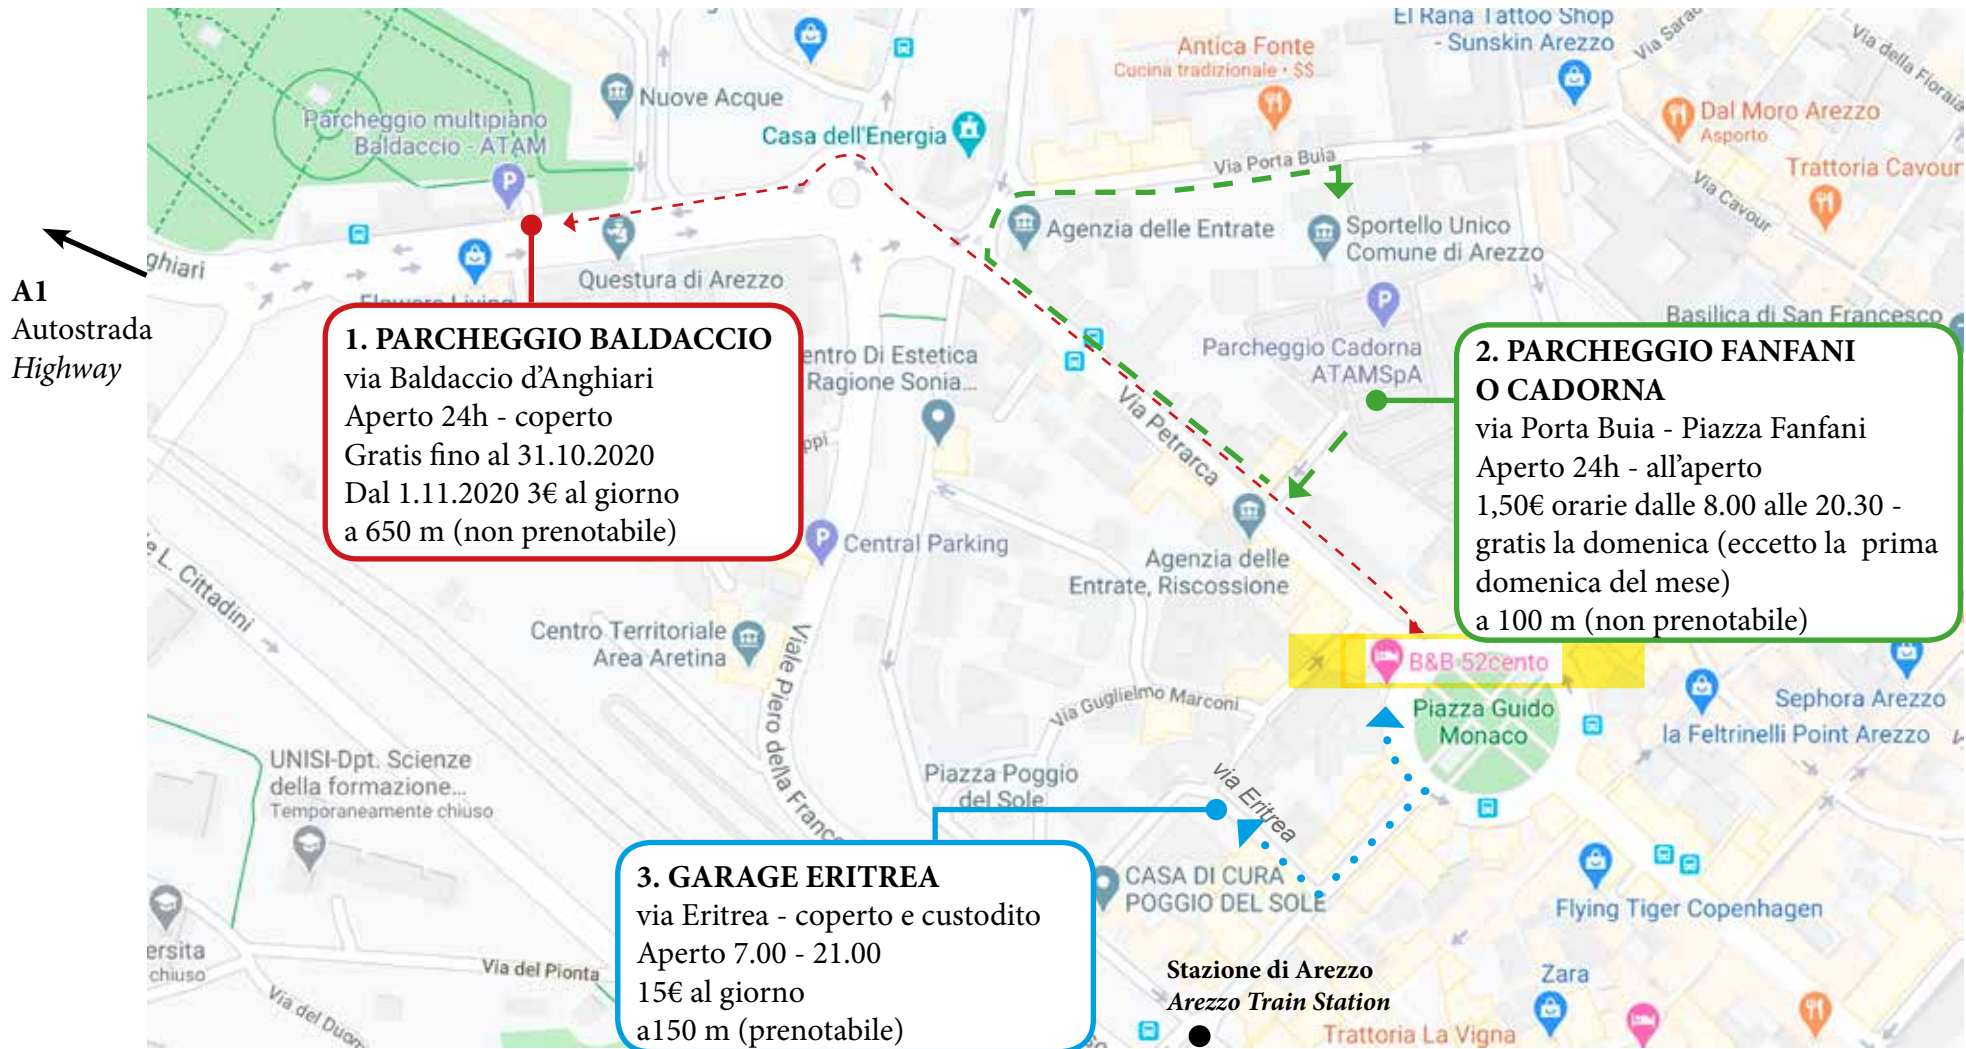 El Rana Tattoo Shop
- Sunskin Arezzo
Via della Fioraia
Antica Fonte
Cucina tradizionale • $$
Nuove Acque
Parcheggio multipiano
Baldaccio - ATAM
Casa dell'Energia
Dal Moro Arezzo
Asporto
Via Porta Buia
Trattoria Cavour
Via Cavour
Agenzia delle Entrate
Sportello Unico
Comune di Arezzo
ghiari
Questura di Arezzo
A1
Autostrada
Highway
Flowers Living
Basilica di San Francesco
1. PARCHEGGIO BALDACCIO
via Baldaccio d'Anghiari
Aperto 24h - coperto
Gratis fino al 31.10.2020
Dal 1.11.2020 3€ al giorno
a 650 m (non prenotabile)
entro Di Estetica
Ragione Sonia...
Parcheggio Cadorna
ATAMSpA
2. PARCHEGGIO FANFANI
O CADORNA
via Porta Buia - Piazza Fanfani
Aperto 24h - all'aperto
1,50€ orarie dalle 8.00 alle 20.30 -
gratis la domenica (eccetto la prima
domenica del mese)
a 100 m (non prenotabile)
Via Petrarca
ppi
Central Parking
Agenzia delle
Entrate, Riscossione
e L. Cittadini
Centro Territoriale
Area Aretina
Viale Piero della Franc
B&B 52cento
Via Guglielmo Marconi
Piazza Guido
Monaco
Sephora Arezzo
la Feltrinelli Point Arezzo
UNISI-Dpt. Scienze
della formazione...
Temporaneamente chiuso
Piazza Poggio
del Sole
via Eritrea
3. GARAGE ERITREA
via Eritrea - coperto e custodito
Aperto 7.00 - 21.00
15€ al giorno
a150 m (prenotabile)
CASA DI CURA
POGGIO DEL SOLE
Flying Tiger Copenhagen
ersita
chiuso
Via del Pionta
Via del Duom
Stazione di Arezzo
Arezzo Train Station
Zara
Trattoria La Vigna